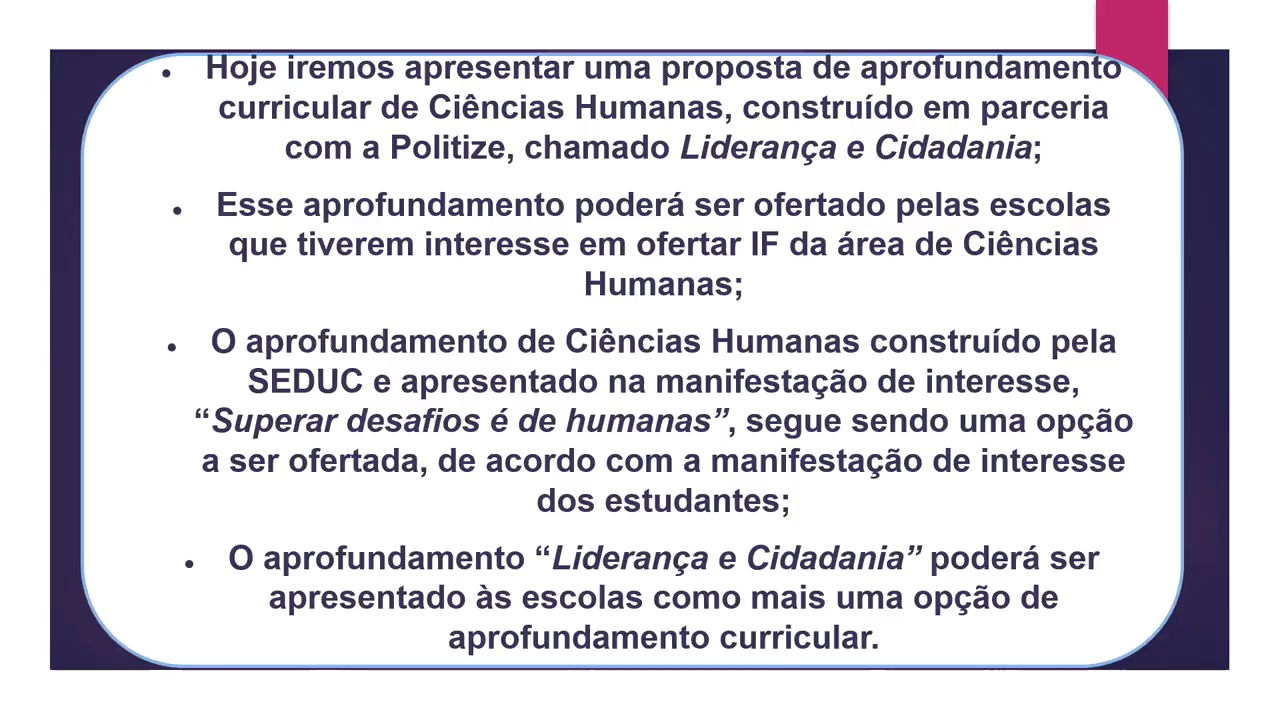 • Hoje iremos apresentar uma proposta de aprofundamento
curricular de Ciências Humanas, construído em parceria
com a Politize, chamado Liderança e Cidadania;
• Esse aprofundamento poderá ser ofertado pelas escolas
que tiverem interesse em ofertar IF da área de Ciências
Humanas;
• O aprofundamento de Ciências Humanas construído pela
SEDUC e apresentado na manifestação de interesse,
“Superar desafios é de humanas”, segue sendo uma opção
a ser ofertada, de acordo com a manifestação de interesse
dos estudantes;
• O aprofundamento “Liderança e Cidadania” poderá ser
apresentado às escolas como mais uma opção de
aprofundamento curricular.